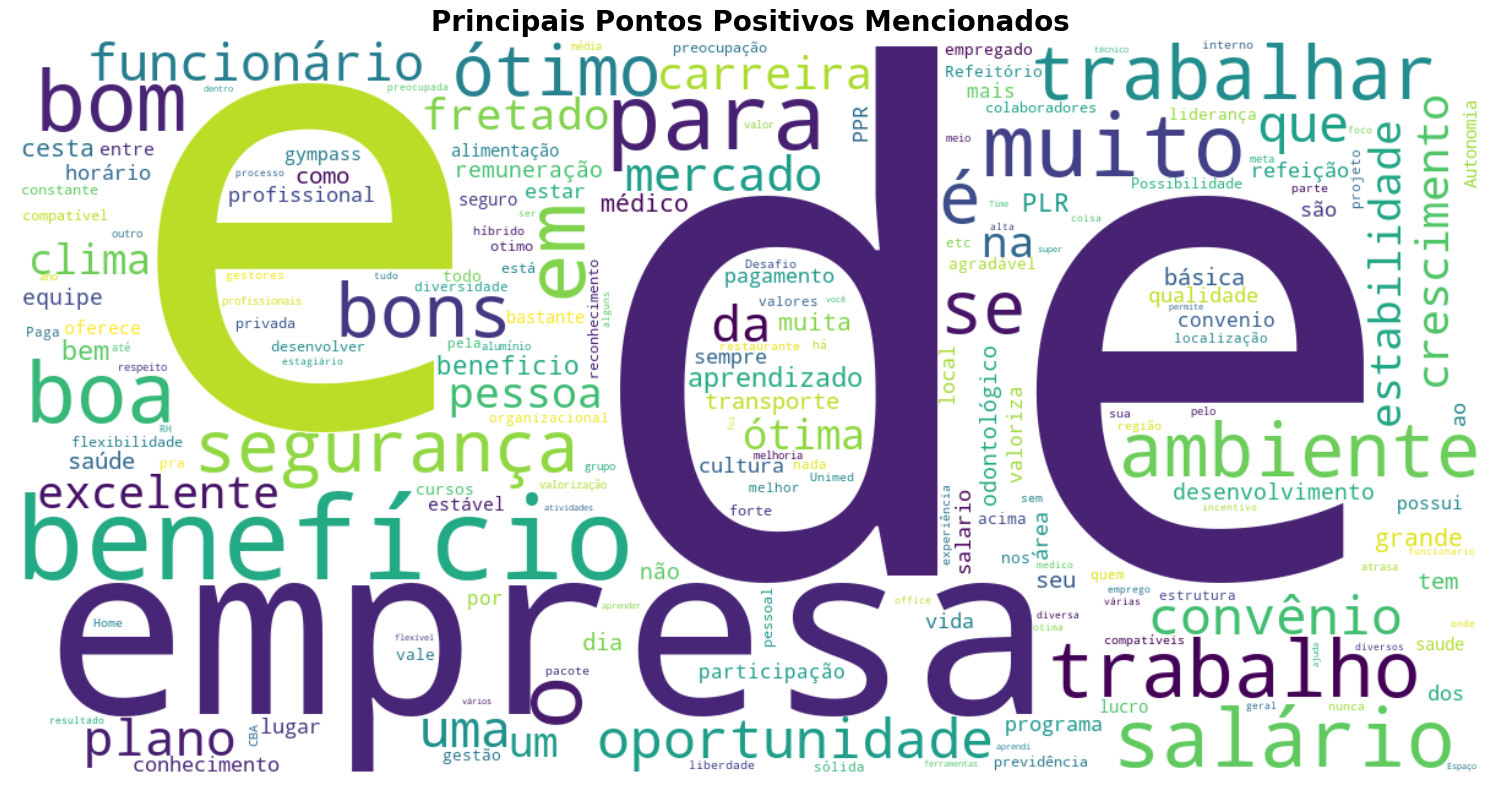 Principais Pontos Positivos Mencionados
funcionário
média
ótimo
preocupação
carreira
empregado
técnico
interno
trabalhar
bom
dentro
preocupada
fretado
para
valor
PPR
Refeitório
mais
colaboradores
liderança
que
foco
Autonomia
cesta
entre
horário
constante
compatível
outro
gympass
processo
como
profissional
alimentação
remuneração
seguro
estar
mercado
médico
meio
muito
é
Possibilidade
PLR
Time
coisa
meta
refeição
parte
são
projeto
estabilidade
crescimento
clima
ano
equipe
e
híbrido
otimo
está
em
de
na
alta
super
etc
agradável
gestores
tudo
todo
diversidade
profissionais
bons
bastante
reconhecimento
alguns
Desafio
pagamento
valores
você
da
muita
se
básica
qualidade
permite
convenio
localização
Paga
oferece
privada
bem
até
desenvolver
estagiário
pela
alumínio
restaurante
há
sempre
respeito
boa
beneficio
pessoa
aprendizado
transporte
local
odontológico
valoriza
organizacional
foi
ótima
sua
pelo
região
ao
RH
flexibilidade
saúde
pra
segurança
grupo
melhoria
cultura
nada
Unimed
ambiente
excelente
cursos
estável
valorização
atividades
melhor
forte
experiência
salario
sem
acima
desenvolvimento
incentivo
possui
benefício
não
nos
área
medico
grande
funcionario
atrasa
empresa
por
aprender
office
seu
quem
emprego
várias
estrutura
tem
Home
flexivel
vale
dia
pessoal
vida
diversa
otima
convênio
onde
pacote
participação
compatíveis
trabalho
ajuda
diversos
saude
dos
resultado
vários
o
plano
CBA
lugar
conhecimento
uma
gestão
um
oportunidade
liberdade
sólida
ferramentas
programa
aprendi
previdência
lucro
geral
nunca
salário
Espaço